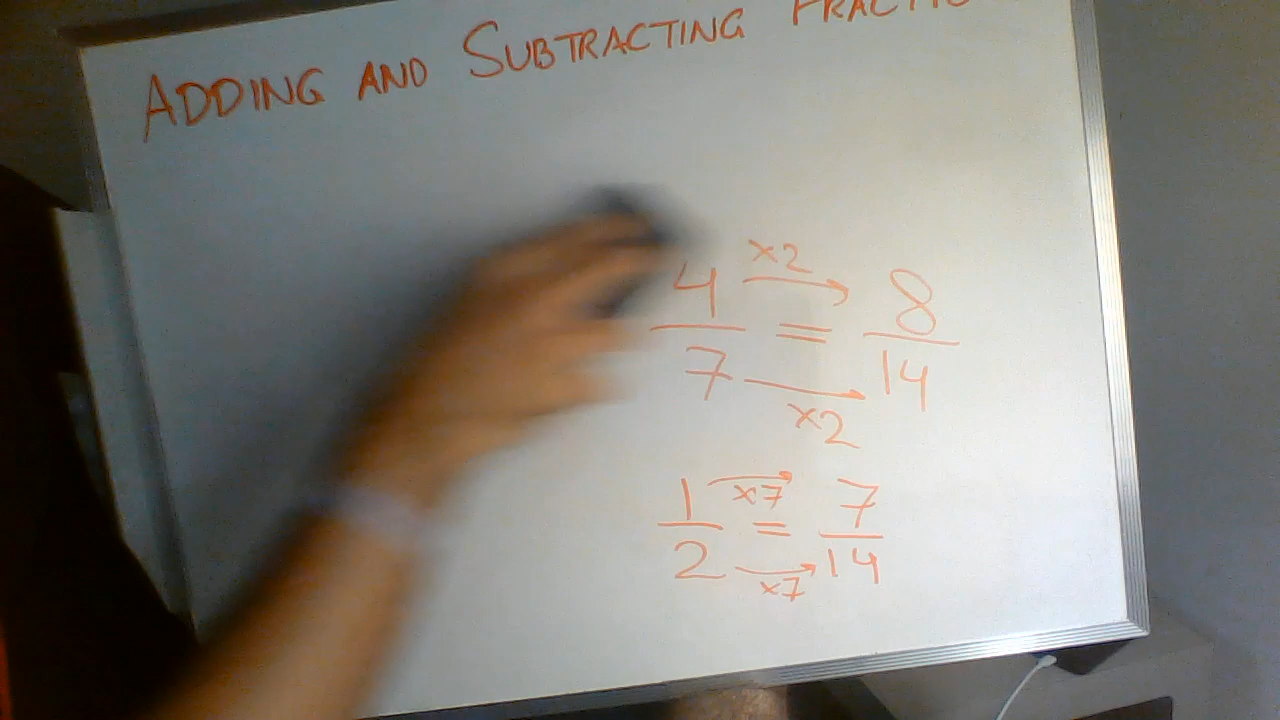 ADDING AND SUBTRACTING
×2
4 = 8
7 14
×2
1 ×7 7
=
2 14
×7